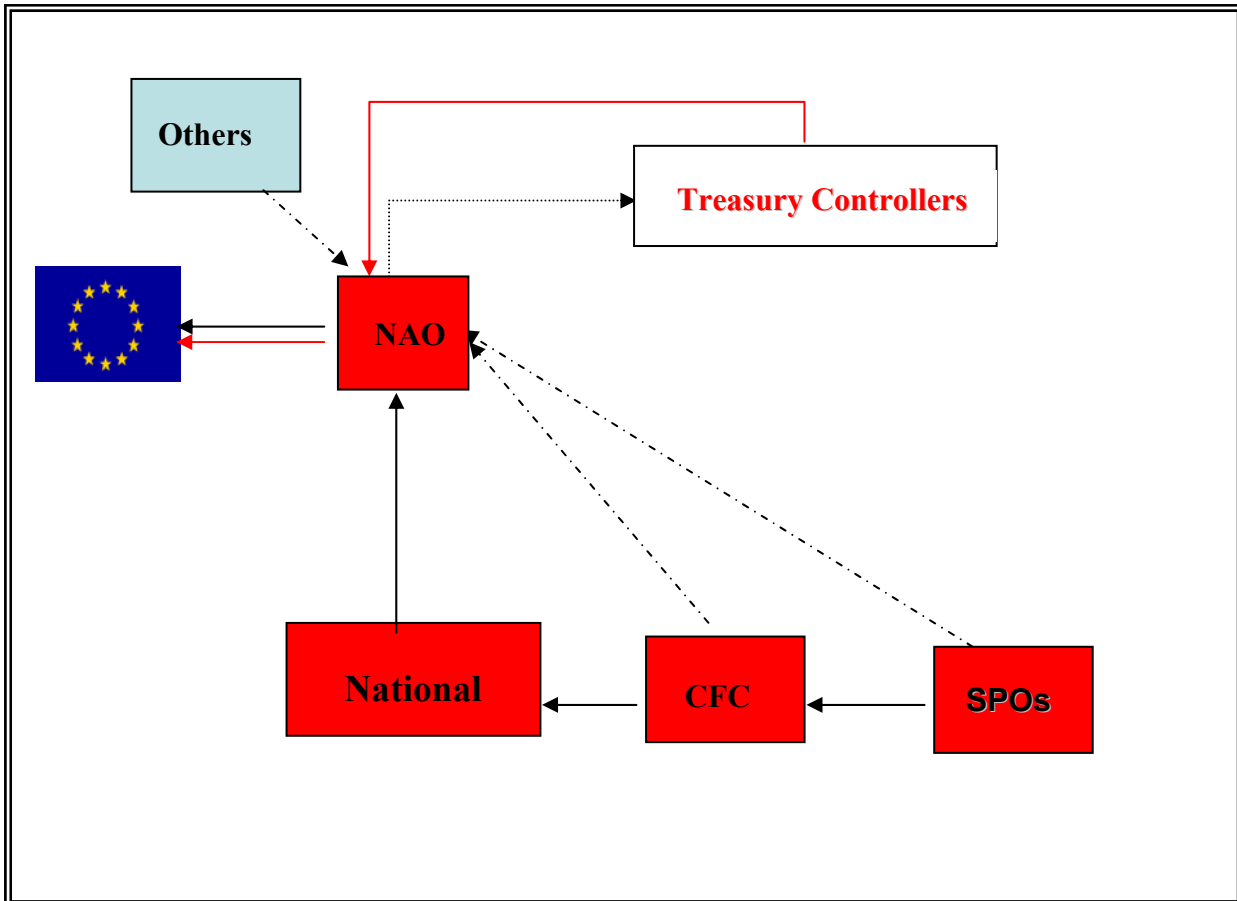 Others
Treasury Controllers
NAO
National
CFC
SPOs